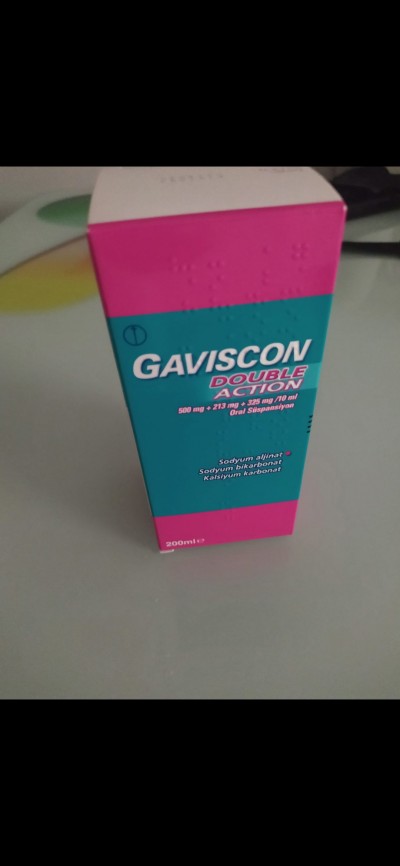 GAVISCON
DOUBLE
ACTION
500 mg + 213 mg + 325 mg /10 ml
Oral Süspansiyon
Sodyum aljinat
Sodyum bikarbonat
Kalsiyum karbonat
200ml ℮